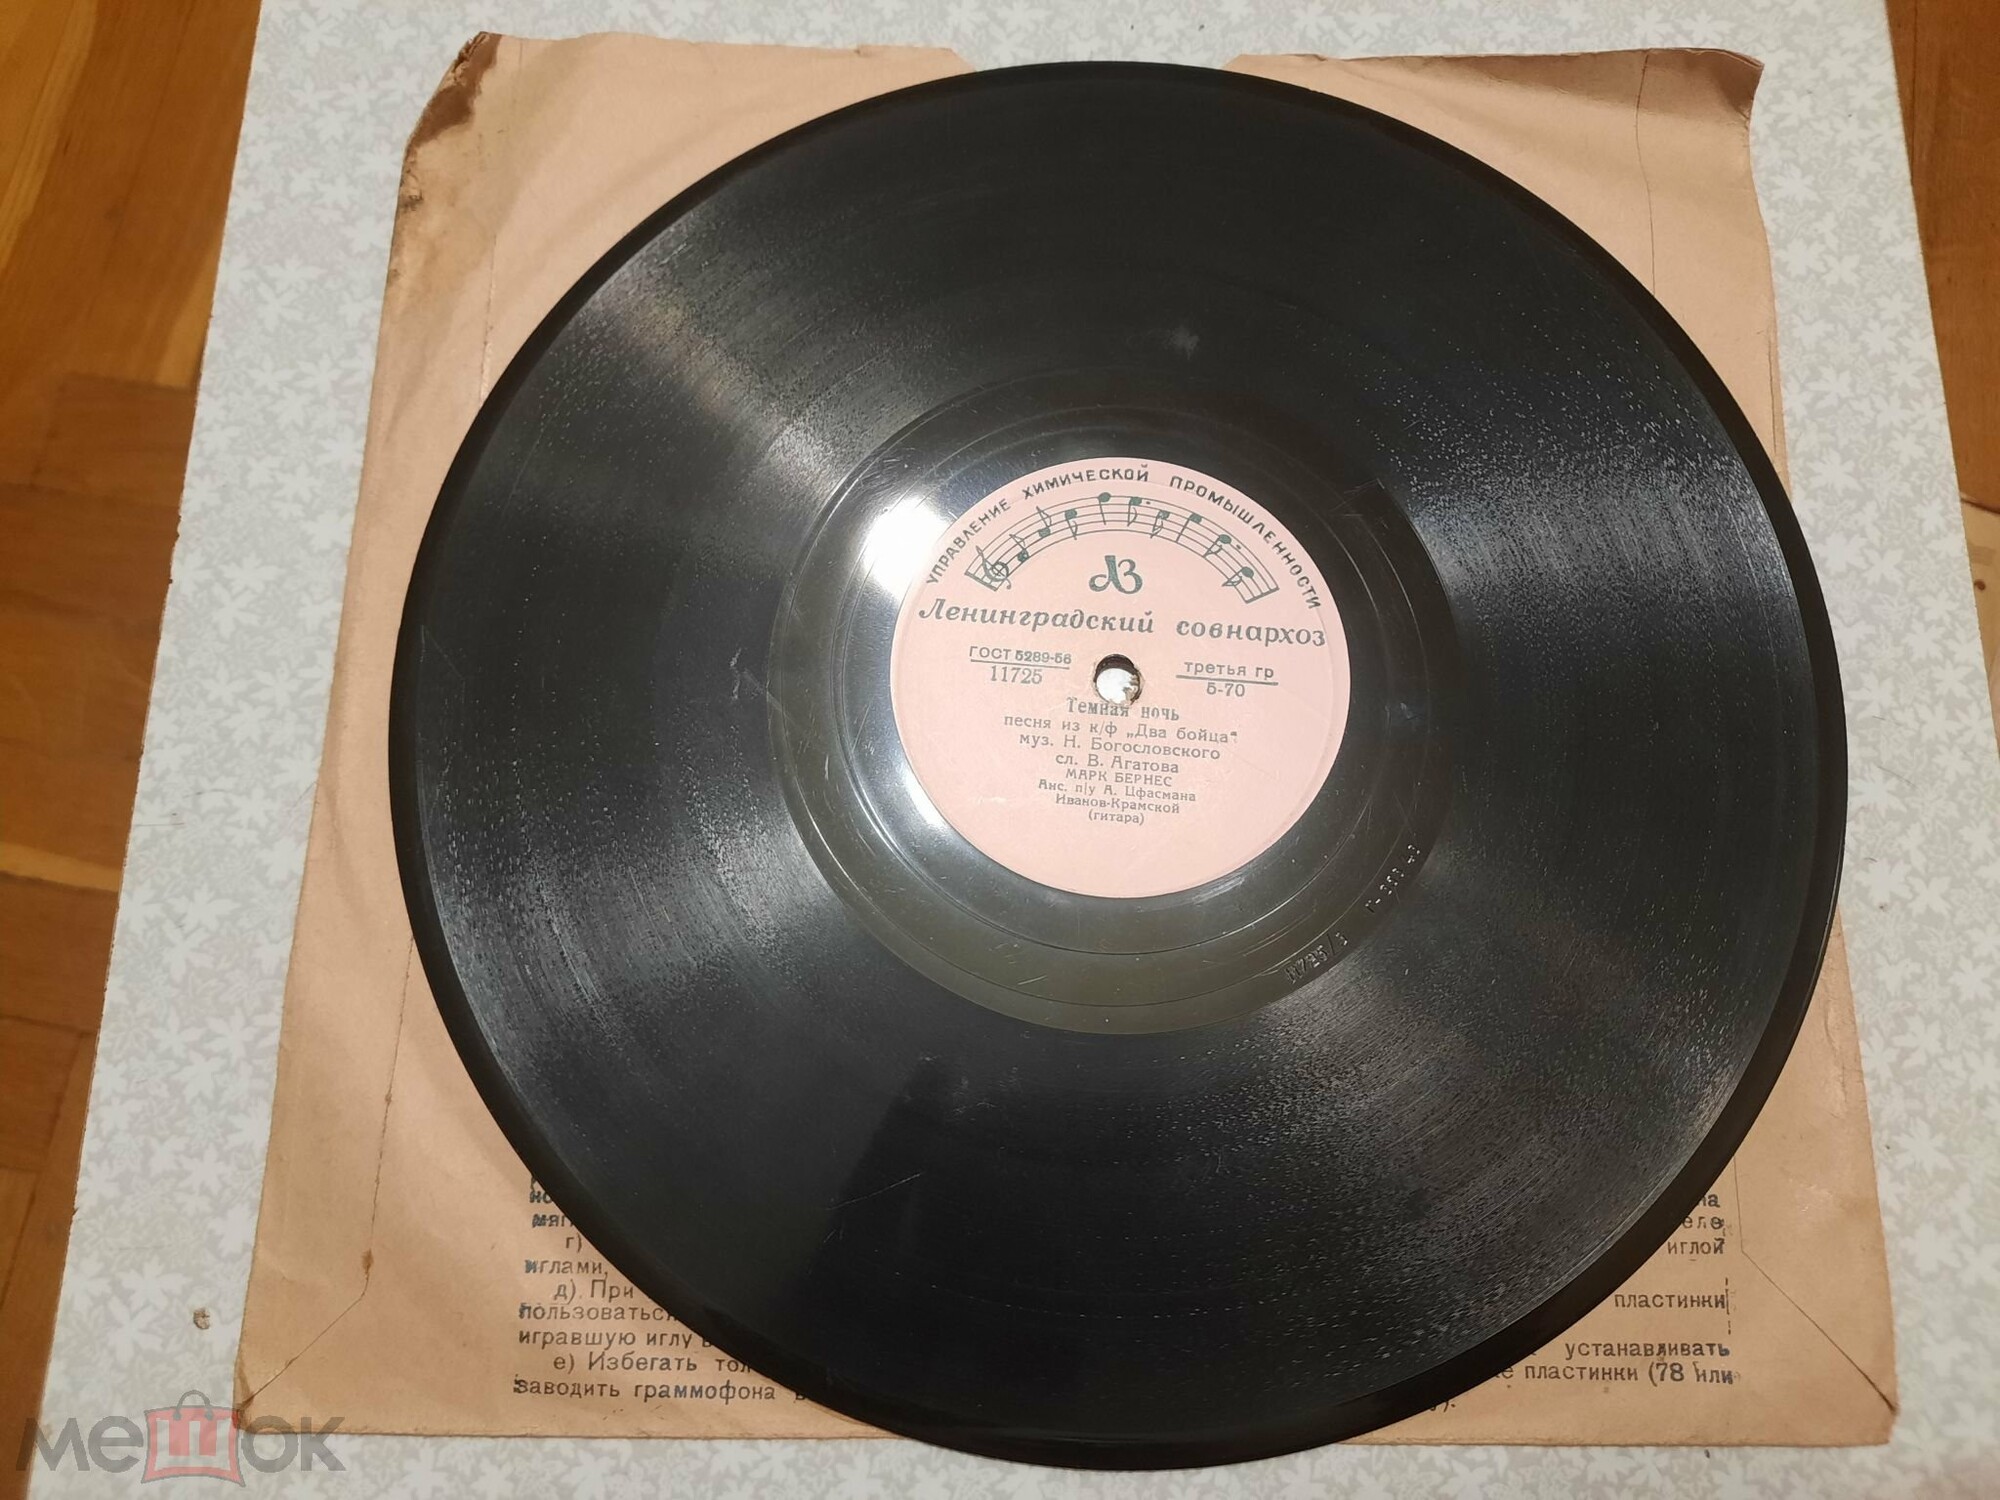 УПРАВЛЕНИЕ ХИМИЧЕСКОЙ ПРОМЫШЛЕННОСТИ
ЛЗ
Ленинградский совнархоз
ГОСТ 5289-56
11725
третья гр
5-70
Темная ночь
песня из к/ф „Два бойца“
муз. Н. Богословского
сл. В. Агатова
МАРК БЕРНЕС
Анс. п/у А. Цфасмана
Иванов-Крамской
(гитара)
г)
иглой
иглами,
д) При
пластинки
игравшую иглу
устанавливать
е) Избегать
пластинки (78 или
заводить граммофона
мешок